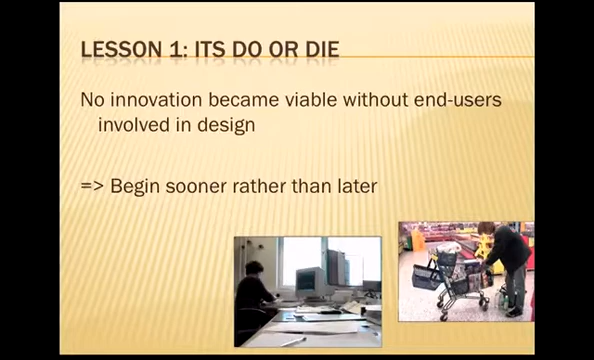 LESSON 1: ITS DO OR DIE
No innovation became viable without end-users
involved in design
=> Begin sooner rather than later